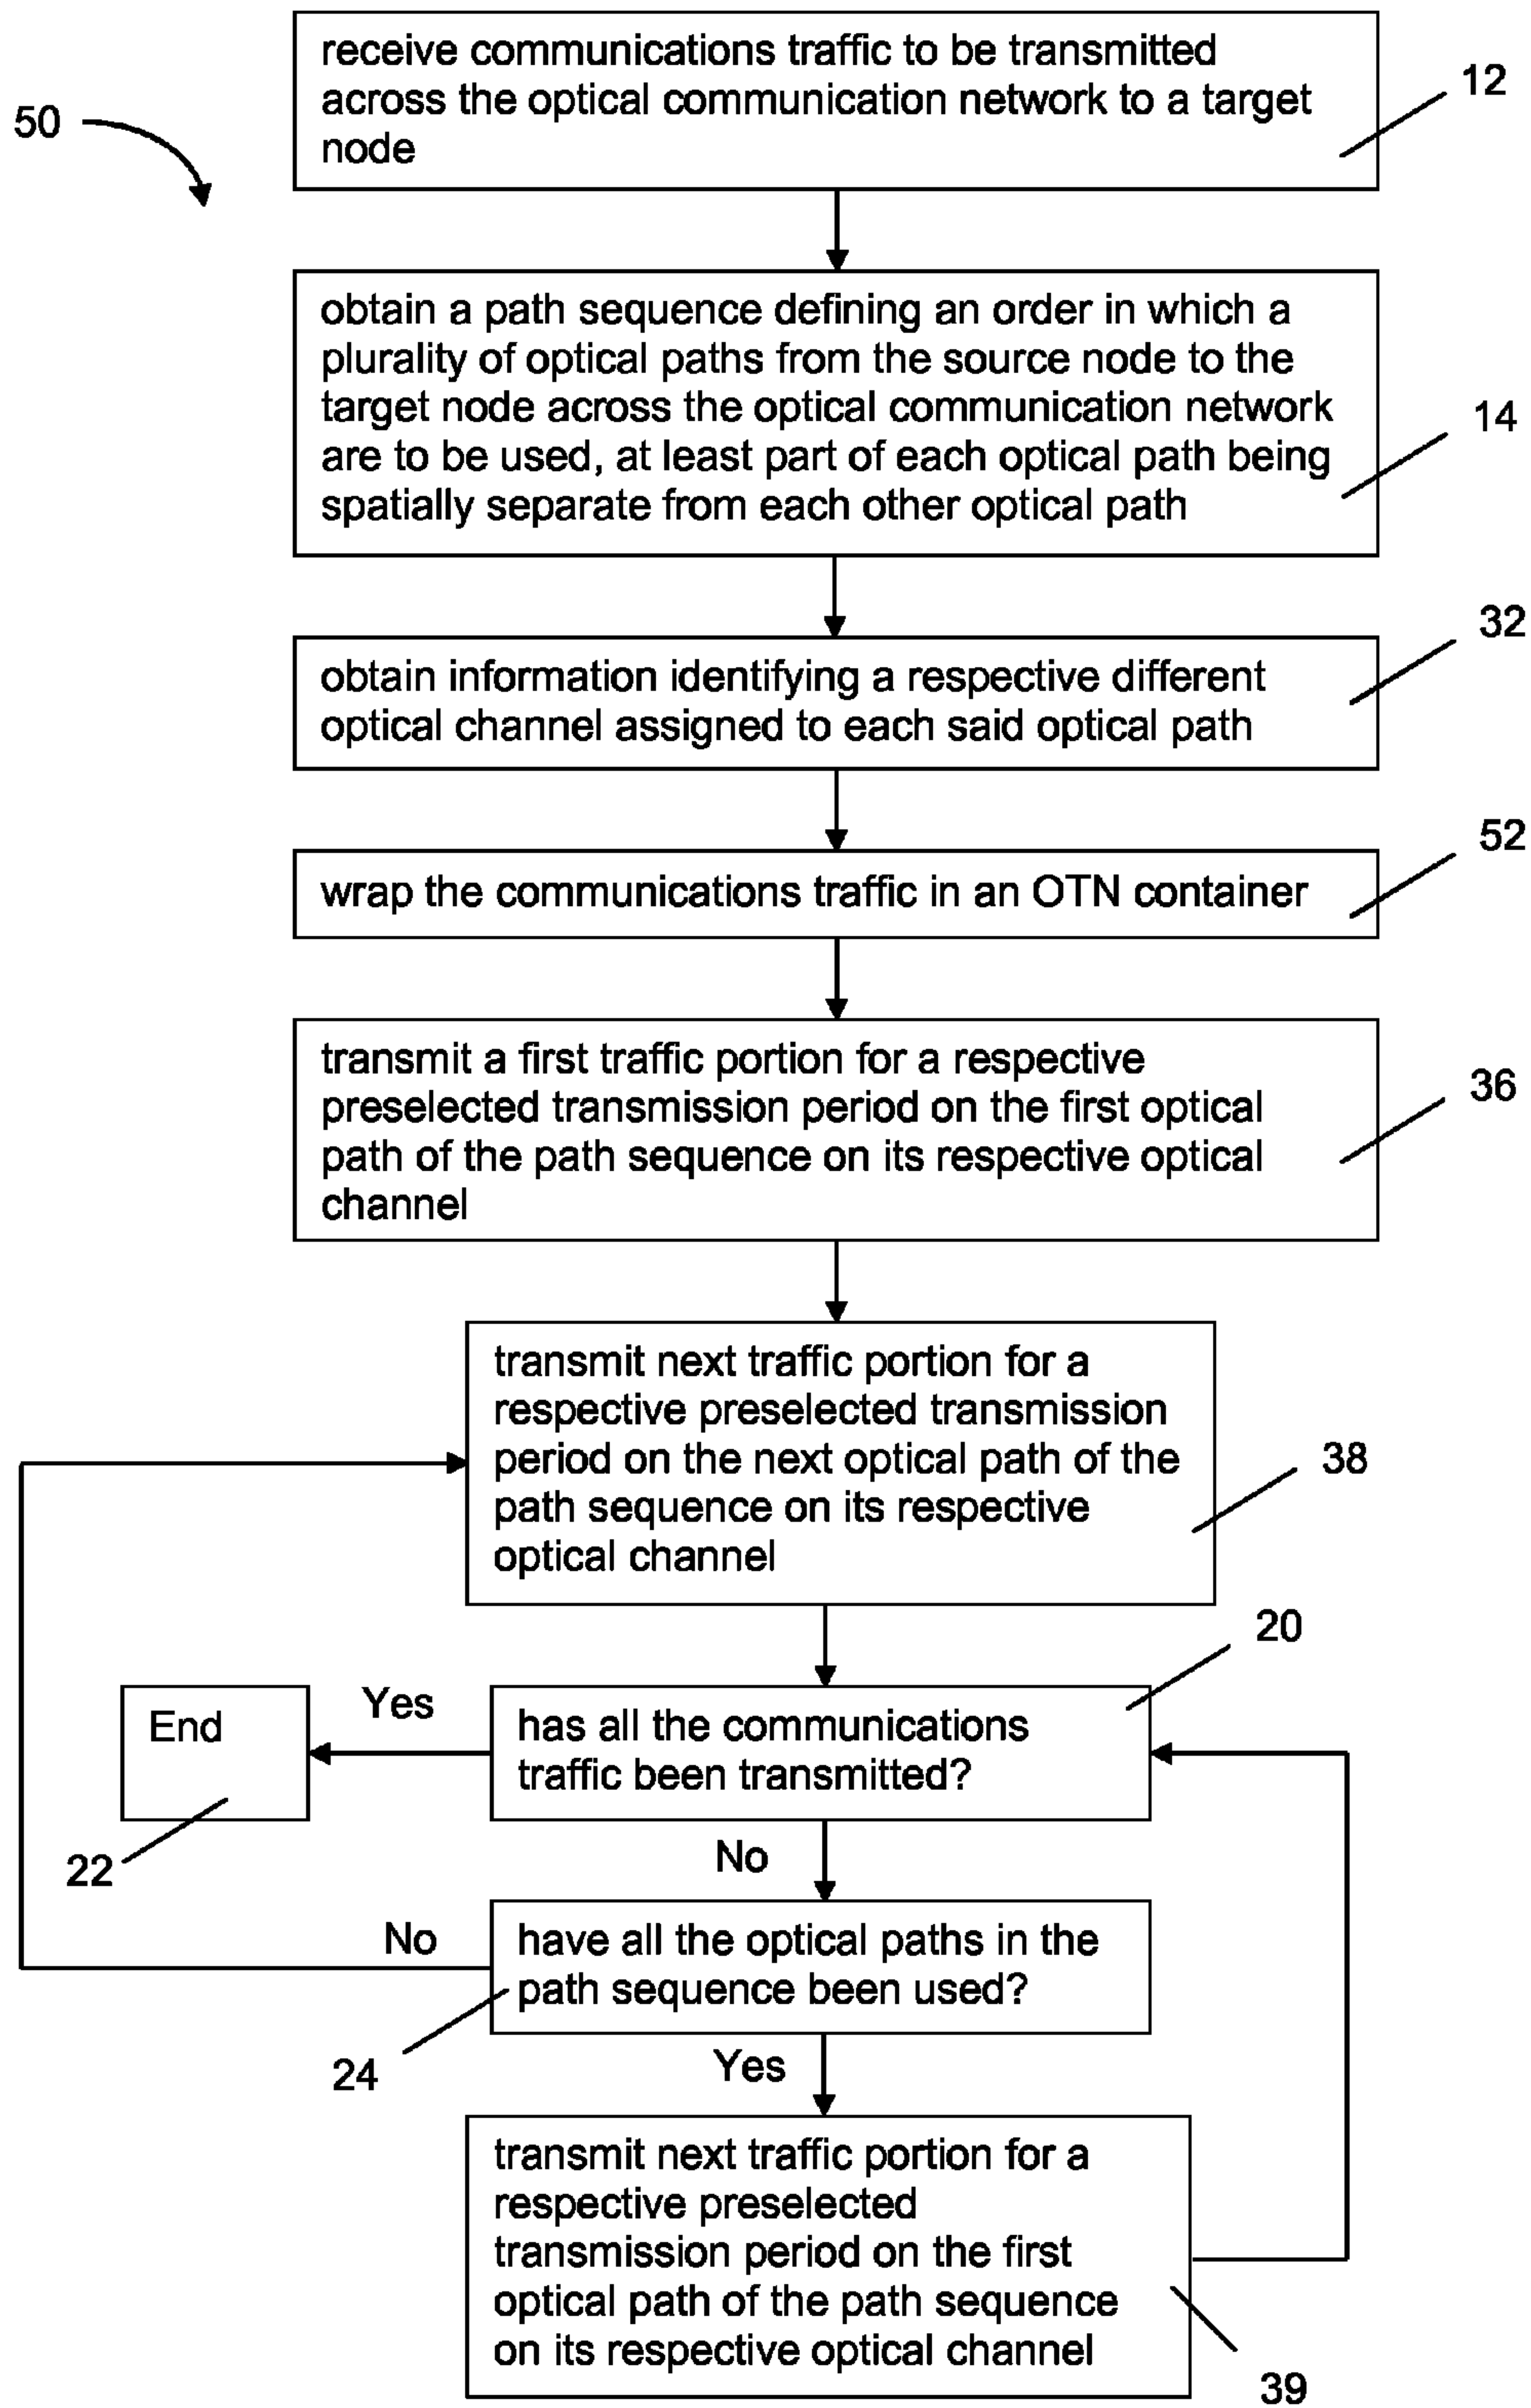 receive communications traffic to be transmitted
across the optical communication network to a target
node
12
50
obtain a path sequence defining an order in which a
plurality of optical paths from the source node to the
target node across the optical communication network
are to be used, at least part of each optical path being
spatially separate from each other optical path
14
obtain information identifying a respective different
optical channel assigned to each said optical path
32
wrap the communications traffic in an OTN container
52
transmit a first traffic portion for a respective
preselected transmission period on the first optical
path of the path sequence on its respective optical
channel
36
transmit next traffic portion for a
respective preselected transmission
period on the next optical path of the
path sequence on its respective
optical channel
38
20
End
Yes
has all the communications
traffic been transmitted?
22
No
No
have all the optical paths in the
path sequence been used?
24
Yes
transmit next traffic portion for a
respective preselected
transmission period on the first
optical path of the path sequence
on its respective optical channel
39